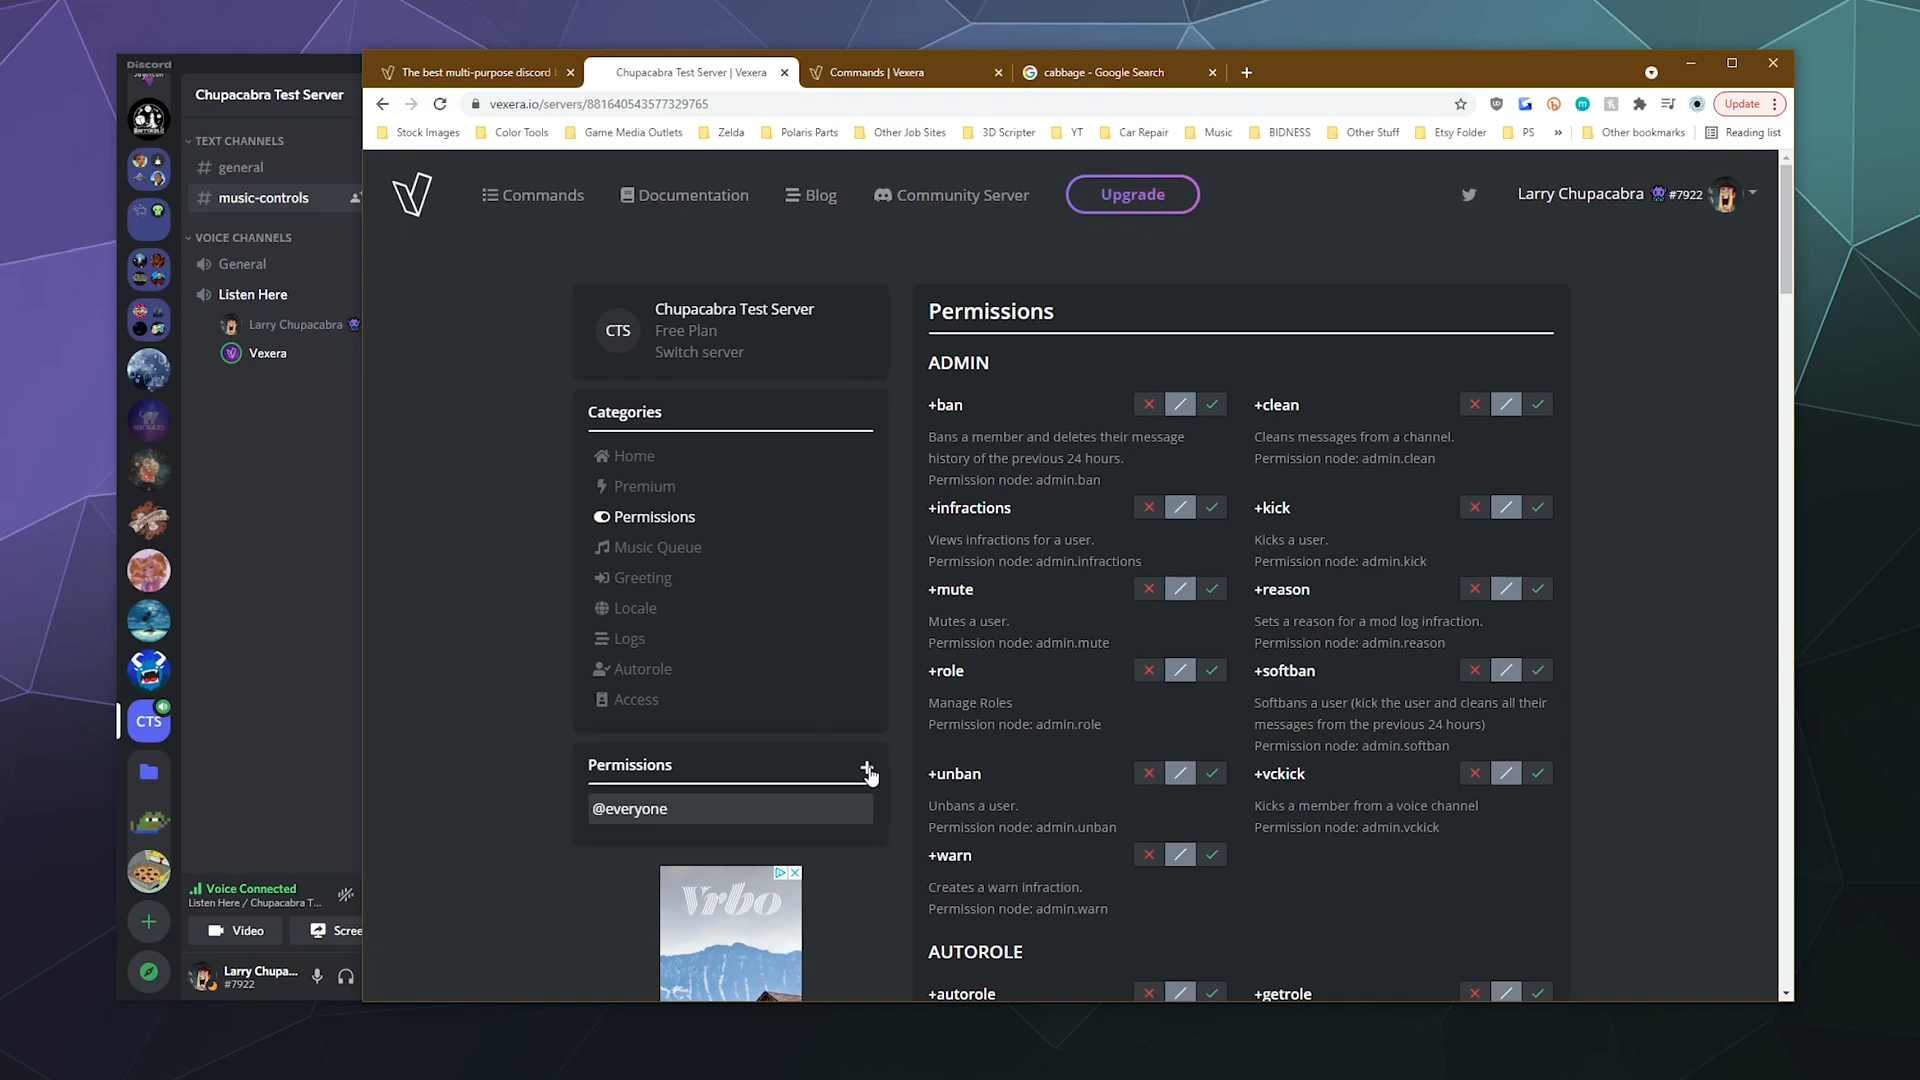 Discord
Chupacabra Test Server
TEXT CHANNELS
# general
# music-controls
VOICE CHANNELS
General
Listen Here
Larry Chupacabra
Vexera
CTS
Voice Connected
Listen Here / Chupacabra T...
Video
Scree
Larry Chupa...
#7922
The best multi-purpose discord
Chupacabra Test Server | Vexera
Commands | Vexera
cabbage - Google Search
vexera.io/servers/881640543577329765
Update
Stock Images
Color Tools
Game Media Outlets
Zelda
Polaris Parts
Other Job Sites
3D Scripter
YT
Car Repair
Music
BIDNESS
Other Stuff
Etsy Folder
PS
»
Other bookmarks
Reading list
Commands
Documentation
Blog
Community Server
Upgrade
Larry Chupacabra #7922
CTS
Chupacabra Test Server
Free Plan
Switch server
Categories
Home
Premium
Permissions
Music Queue
Greeting
Locale
Logs
Autorole
Access
Permissions
@everyone
Vrbo
Permissions
ADMIN
+ban
Bans a member and deletes their message
history of the previous 24 hours.
Permission node: admin.ban
+clean
Cleans messages from a channel.
Permission node: admin.clean
+infractions
Views infractions for a user.
Permission node: admin.infractions
+kick
Kicks a user.
Permission node: admin.kick
+mute
Mutes a user.
Permission node: admin.mute
+reason
Sets a reason for a mod log infraction.
Permission node: admin.reason
+role
Manage Roles
Permission node: admin.role
+softban
Softbans a user (kick the user and cleans all their
messages from the previous 24 hours)
Permission node: admin.softban
+unban
Unbans a user.
Permission node: admin.unban
+vckick
Kicks a member from a voice channel
Permission node: admin.vckick
+warn
Creates a warn infraction.
Permission node: admin.warn
AUTOROLE
+autorole
+getrole